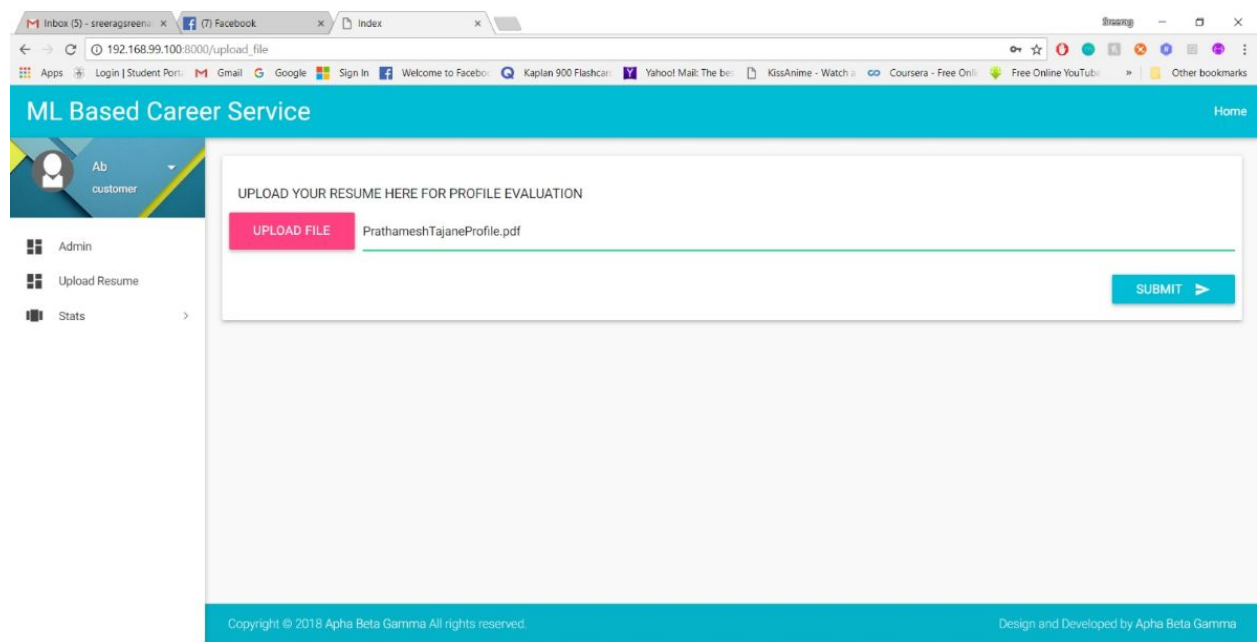 Inbox (5) - sreeragsreena
(7) Facebook
Index
192.168.99.100:8000/upload_file
Apps
Login | Student Port
Gmail
Google
Sign In
Welcome to Facebo
Kaplan 900 Flashcar
Yahoo! Mail: The be
KissAnime - Watch a
Coursera - Free Onli
Free Online YouTub
»
Other bookmarks
ML Based Career Service
Home
Ab
customer
UPLOAD YOUR RESUME HERE FOR PROFILE EVALUATION
UPLOAD FILE
PrathameshTajaneProfile.pdf
Admin
Upload Resume
SUBMIT
Stats
Copyright © 2018 Apha Beta Gamma All rights reserved.
Design and Developed by Apha Beta Gamma